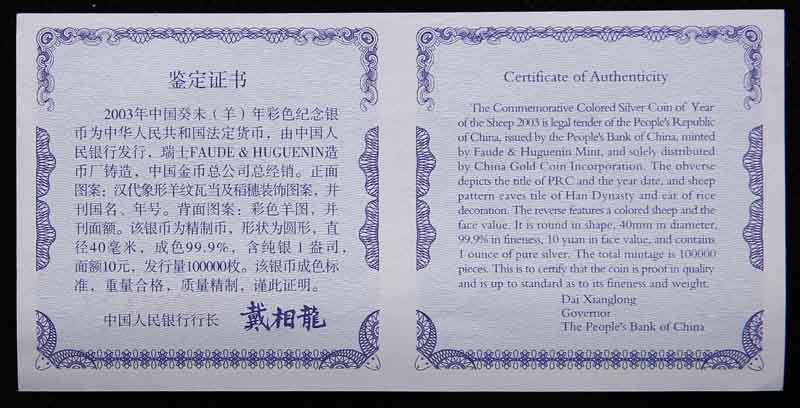 鉴定证书
2003年中国癸未（羊）年彩色纪念银
币为中华人民共和国法定货币，由中国人
民银行发行，瑞士FAUDE & HUGUENIN造
币厂铸造，中国金币总公司总经销。正面
图案：汉代象形羊纹瓦当及稻穗装饰图案，并
刊国名、年号。背面图案：彩色羊图，并
刊面额。该银币为精制币，形状为圆形，直
径40毫米，成色99.9%，含纯银1盎司，
面额10元，发行量100000枚。该银币成色标
准，重量合格，质量精制，谨此证明。
中国人民银行行长 戴相龍
Certificate of Authenticity
The Commemorative Colored Silver Coin of Year
of the Sheep 2003 is legal tender of the People's Republic
of China, issued by the People's Bank of China, minted
by Faude & Huguenin Mint, and solely distributed
by China Gold Coin Incorporation. The obverse
depicts the title of PRC and the year date, and sheep
pattern eaves tile of Han Dynasty and ear of rice
decoration. The reverse features a colored sheep and the
face value. It is round in shape, 40mm in diameter,
99.9% in fineness, 10 yuan in face value, and contains
1 ounce of pure silver. The total mintage is 100000
pieces. This is to certify that the coin is proof in quality
and is up to standard as to its fineness and weight.
Dai Xianglong
Governor
The People's Bank of China